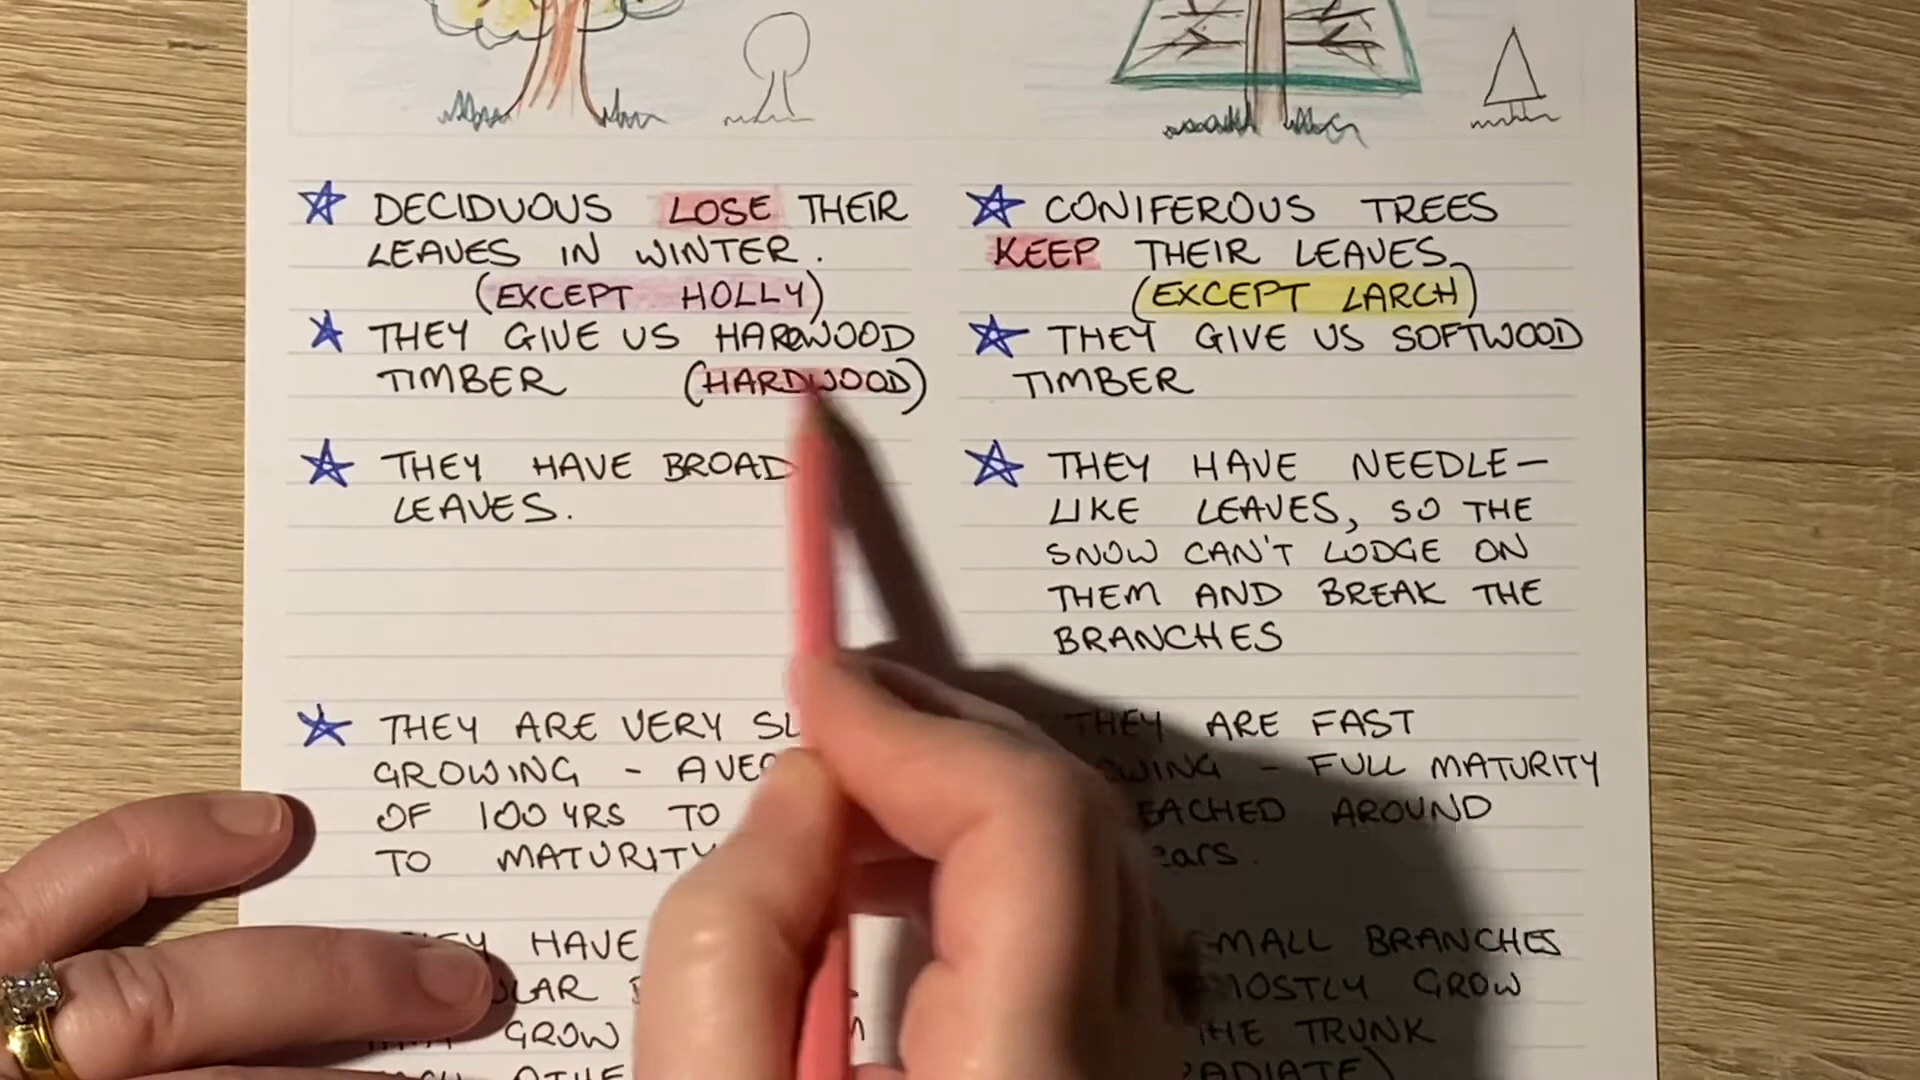 DECIDUOUS LOSE THEIR
LEAVES IN WINTER.
(EXCEPT HOLLY)
THEY GIVE US HARDWOOD
TIMBER (HARDWOOD)
THEY HAVE BROAD
LEAVES.
THEY ARE VERY
GROWING - 
OF 100 YRS TO
TO MATURITY
HAVE
GROW
CONIFEROUS TREES
KEEP THEIR LEAVES
(EXCEPT LARCH)
THEY GIVE US SOFTWOOD
TIMBER
THEY HAVE NEEDLE-
LIKE LEAVES, SO THE
SNOW CAN'T LODGE ON
THEM AND BREAK THE
BRANCHES
THEY ARE FAST
- FULL MATURITY
AROUND
SMALL BRANCHES
MOSTLY GROW
THE TRUNK